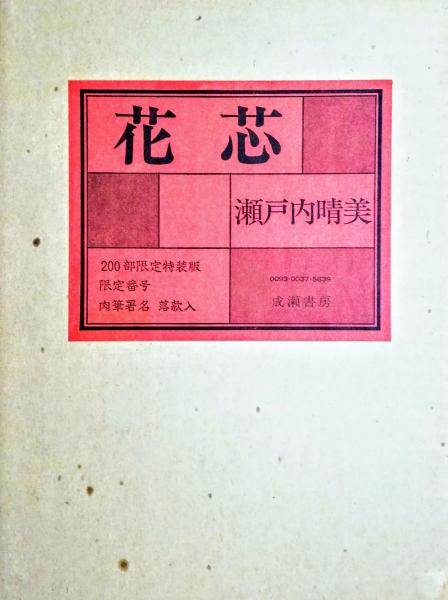 花芯
瀬戸内晴美
200部限定特装版
限定番号
肉筆署名 落款入
0093-0037-5639
成瀬書房